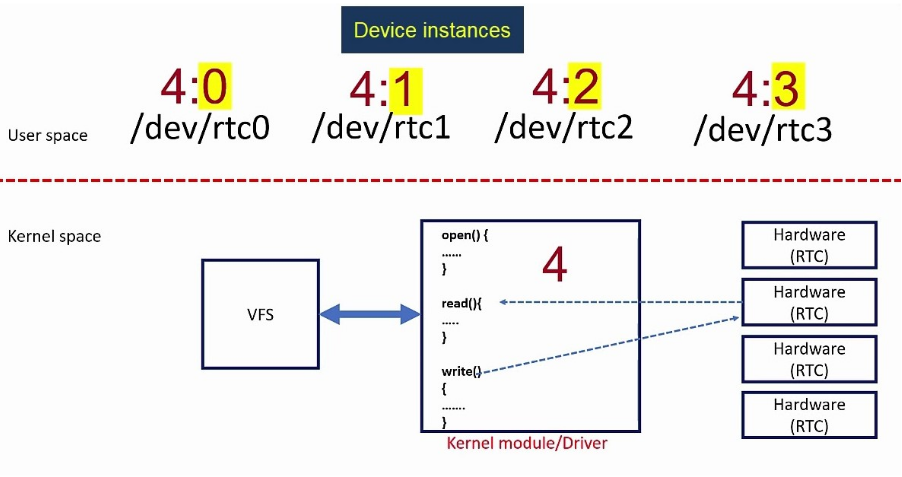 Device instances
4:0
4:1
4:2
4:3
User space
/dev/rtc0
/dev/rtc1
/dev/rtc2
/dev/rtc3
Kernel space
VFS
open() {
......
}
read(){
.....
}
write()
{
.......
}
4
Kernel module/Driver
Hardware
(RTC)
Hardware
(RTC)
Hardware
(RTC)
Hardware
(RTC)